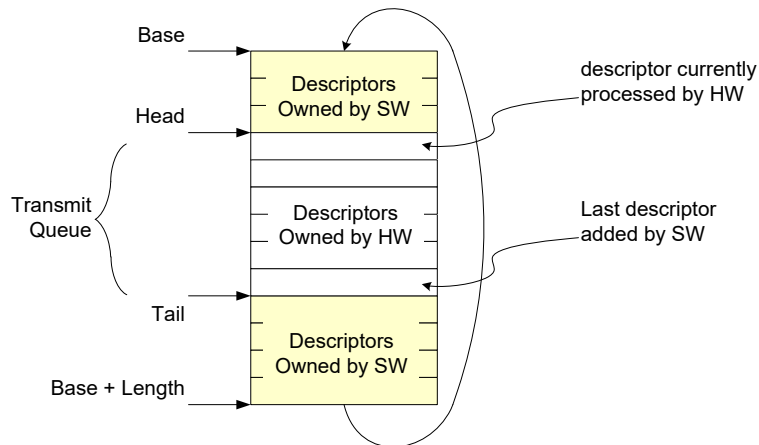 Base
Descriptors
Owned by SW
descriptor currently
processed by HW
Head
Transmit
Queue
Descriptors
Owned by HW
Last descriptor
added by SW
Tail
Descriptors
Owned by SW
Base + Length